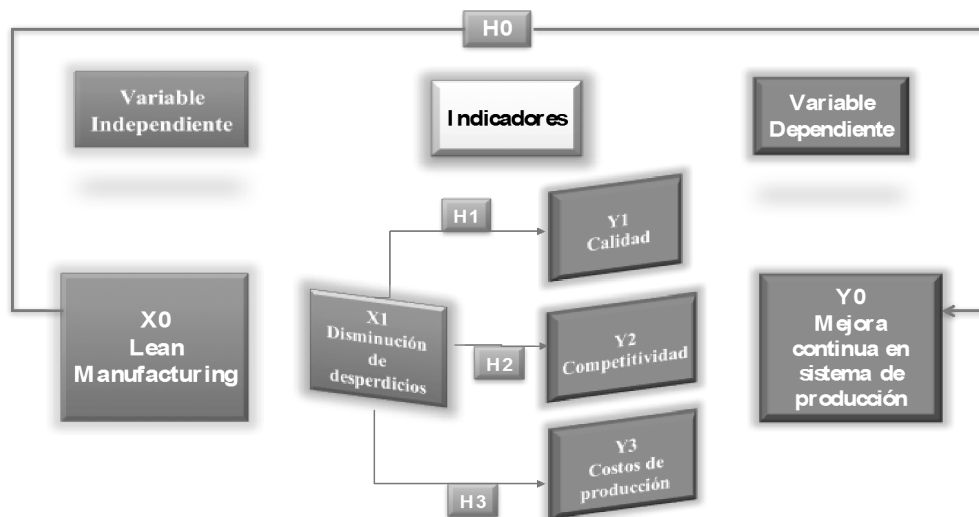 H0
Variable
Independiente
Indicadores
Variable
Dependiente
H1
Y1
Calidad
X0
Lean
Manufacturing
X1
Disminución
de
desperdicios
H2
Y2
Competitividad
Y0
Mejora
continua en
sistema de
producción
H3
Y3
Costos de
producción